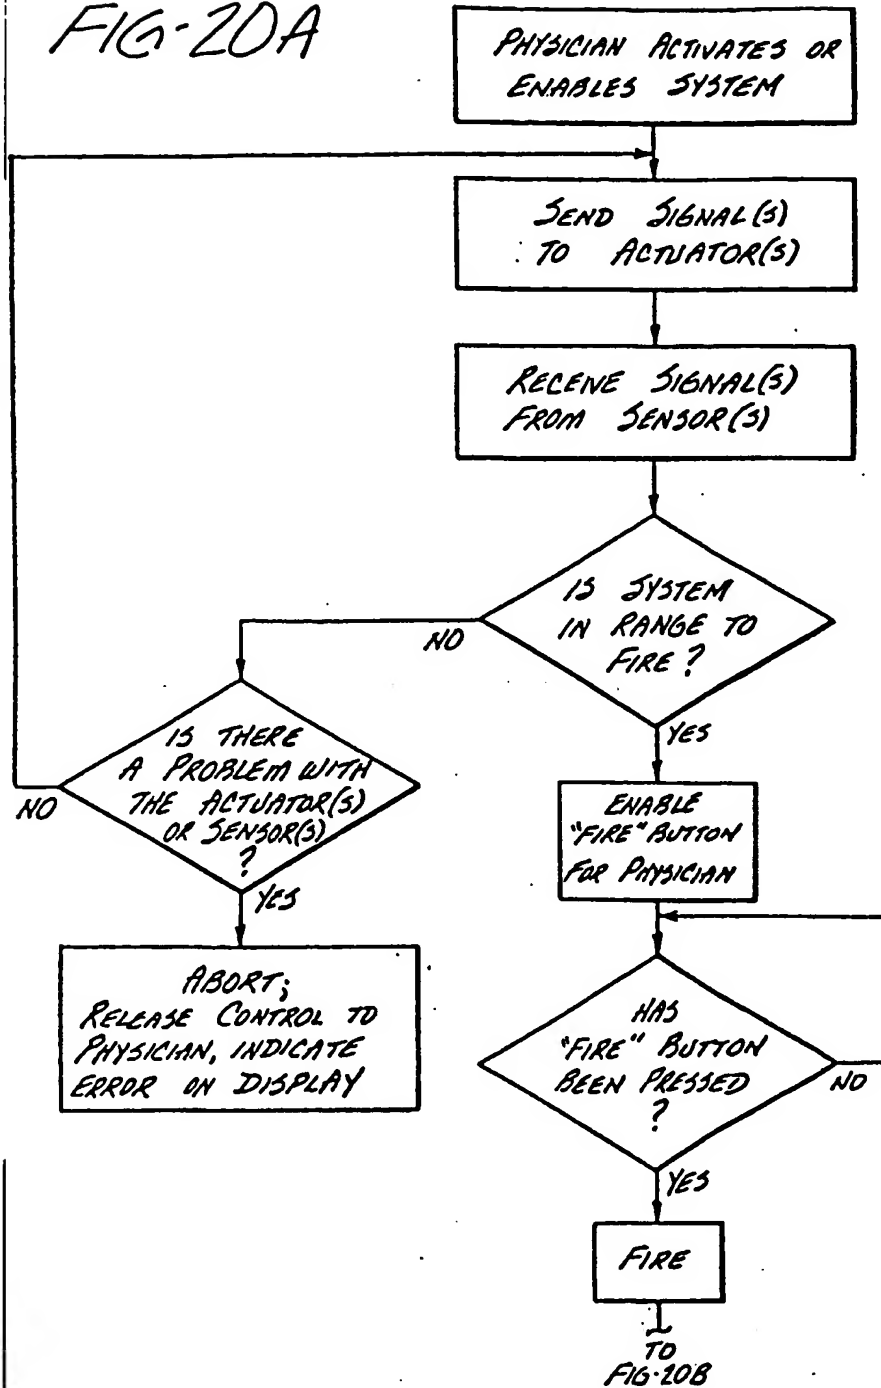 FIG-20A
PHYSICIAN ACTIVATES OR
ENABLES SYSTEM
SEND SIGNAL(S)
TO ACTUATOR(S)
RECEIVE SIGNAL(S)
FROM SENSOR(S)
IS SYSTEM
IN RANGE TO
FIRE?
NO
YES
IS THERE
A PROBLEM WITH
THE ACTUATOR(S)
OR SENSOR(S)
?
NO
YES
ABORT;
RELEASE CONTROL TO
PHYSICIAN, INDICATE
ERROR ON DISPLAY
ENABLE
"FIRE" BUTTON
FOR PHYSICIAN
HAS
"FIRE" BUTTON
BEEN PRESSED
?
NO
YES
FIRE
TO
FIG-20B